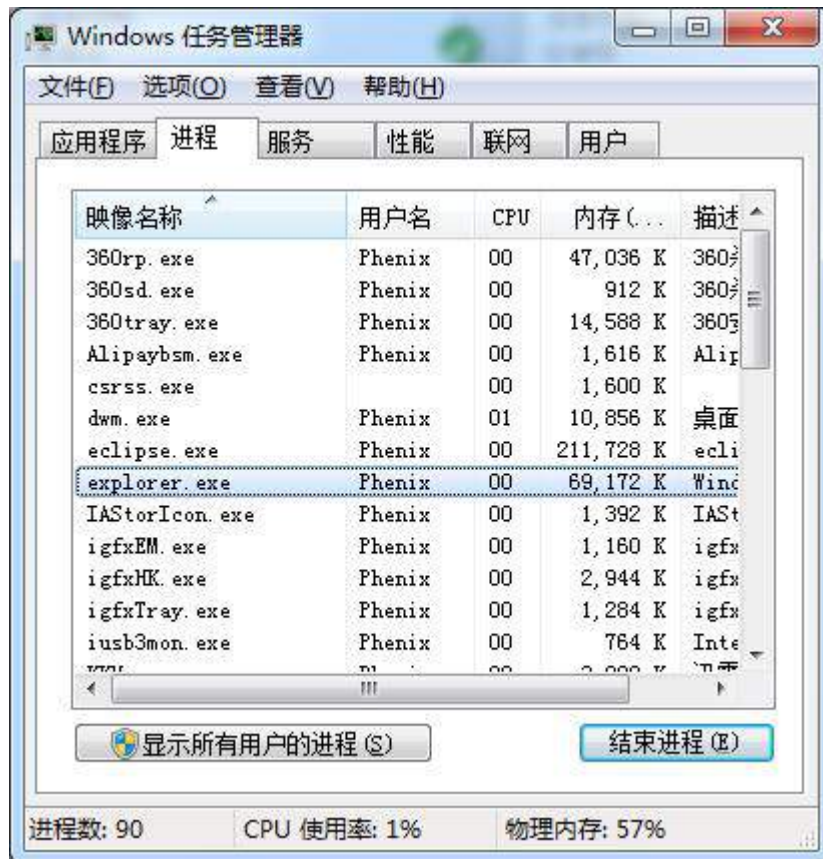 Windows 任务管理器
文件(F) 选项(O) 查看(V) 帮助(H)
应用程序 进程 服务 性能 联网 用户
映像名称 用户名 CPU 内存(... 描述
360rp.exe Phenix 00 47,036 K 360
360sd.exe Phenix 00 912 K 360
360tray.exe Phenix 00 14,588 K 360
Alipaybsm.exe Phenix 00 1,616 K Alip
csrss.exe 00 1,600 K
dwm.exe Phenix 01 10,856 K 桌面
eclipse.exe Phenix 00 211,728 K ecli
explorer.exe Phenix 00 69,172 K Wind
IAStorIcon.exe Phenix 00 1,392 K IASt
igfxEM.exe Phenix 00 1,160 K igfx
igfxHK.exe Phenix 00 2,944 K igfx
igfxTray.exe Phenix 00 1,284 K igfx
iusb3mon.exe Phenix 00 764 K Inte
显示所有用户的进程(S) 结束进程(E)
进程数: 90 CPU 使用率: 1% 物理内存: 57%